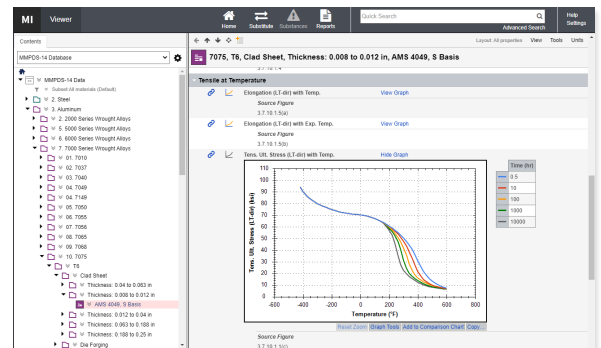 MI Viewer
Home Substitute Substances Reports
Quick Search
Advanced Search
Help
Settings
Contents
MMPDS-14 Database
MMPDS-14 Data
Subset All materials (Default)
2. Steel
3. Aluminum
2. 2000 Series Wrought Alloys
5. 5000 Series Wrought Alloys
6. 6000 Series Wrought Alloys
7. 7000 Series Wrought Alloys
01. 7010
02. 7037
03. 7040
04. 7049
04. 7149
05. 7050
06. 7055
07. 7056
08. 7065
09. 7068
10. 7075
T6
Clad Sheet
Thickness: 0.04 to 0.063 in
Thickness: 0.008 to 0.012 in
AMS 4049, S Basis
Thickness: 0.012 to 0.04 in
Thickness: 0.063 to 0.188 in
Thickness: 0.188 to 0.25 in
Die Forging
Layout: All properties View Tools Units
7075, T6, Clad Sheet, Thickness: 0.008 to 0.012 in, AMS 4049, S Basis
Tensile at Temperature
Elongation (LT-dir) with Temp. View Graph
Source Figure
3.7.10.1.5(a)
Elongation (LT-dir) with Exp. Temp. View Graph
Source Figure
3.7.10.1.5(b)
Tens. Ult. Stress (LT-dir) with Temp. Hide Graph
Tens. Ult. Stress (LT-dir) (ksi)
110
100
90
80
70
60
50
40
30
20
10
0
-600 -400 -200 0 200 400 600 800
Temperature (°F)
Time (hr)
0.5
10
100
1000
10000
Reset Zoom Graph Tools Add to Comparison Chart Copy...
Source Figure